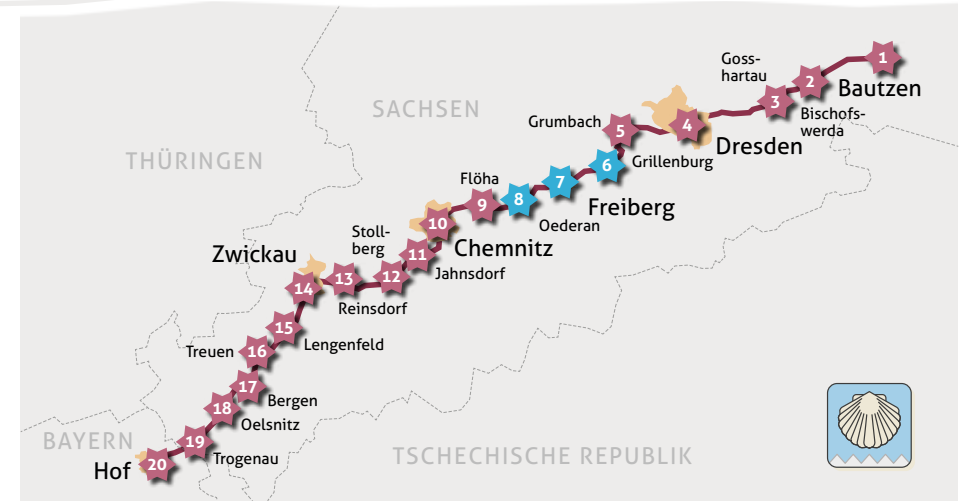 1
Goss-
hartau
2
Bautzen
3
Bischofs-
werda
SACHSEN
4
Dresden
Grumbach
5
THÜRINGEN
6
Grillenburg
Flöha
7
Freiberg
8
Oederan
9
10
Chemnitz
Stoll-
berg
11
Jahnsdorf
Zwickau
12
13
Reinsdorf
14
15
Lengenfeld
Treuen
16
17
Bergen
18
Oelsnitz
BAYERN
19
Trogenau
TSCHECHISCHE REPUBLIK
Hof
20